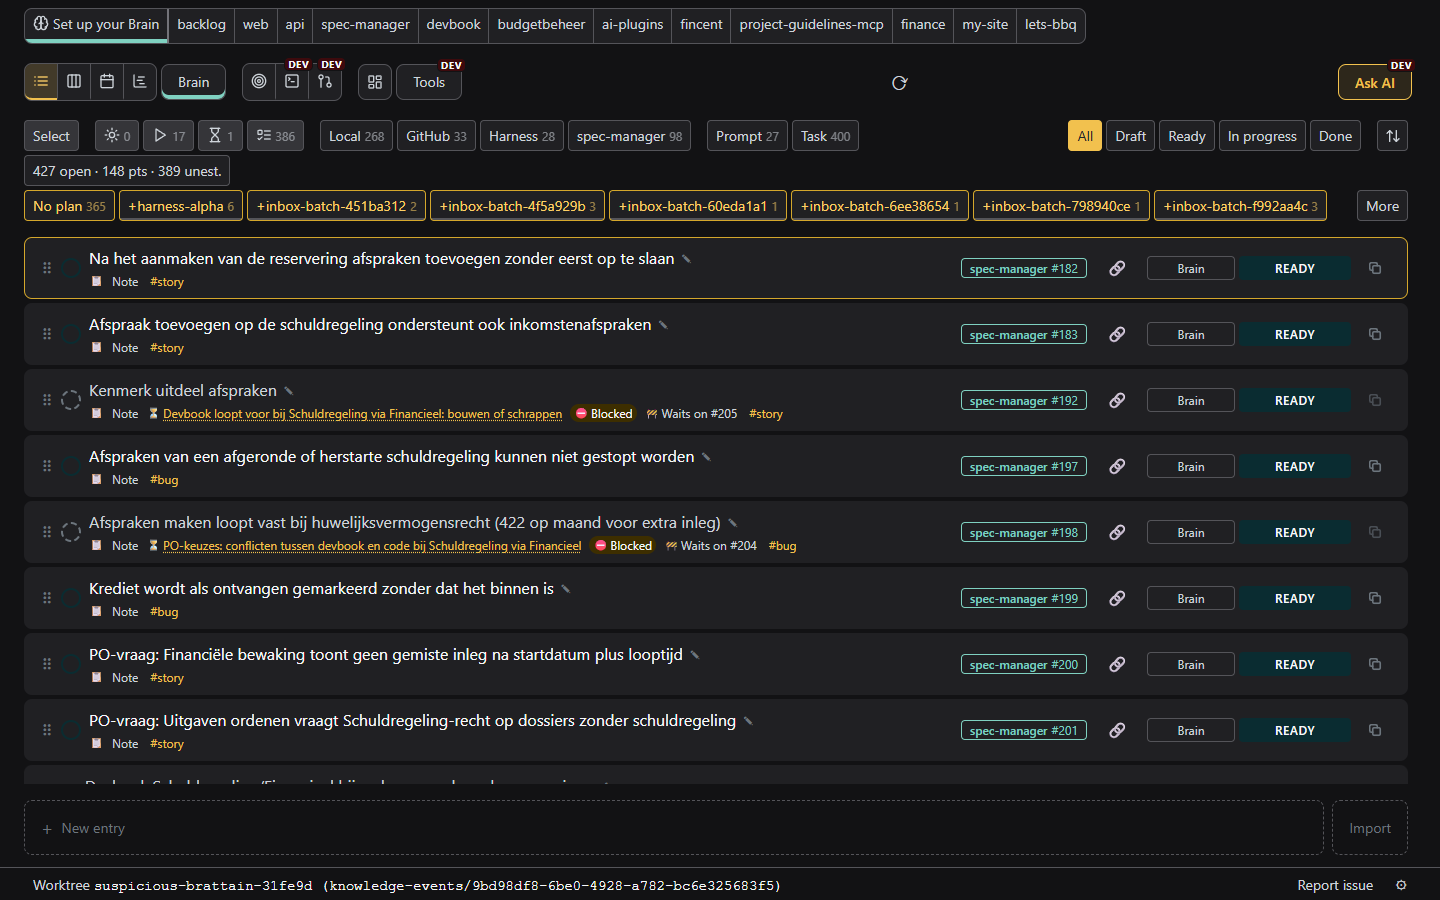 Set up your Brain backlog web api spec-manager devbook budgetbeheer ai-plugins fincent project-guidelines-mcp finance my-site lets-bbq
Brain DEV DEV Tools DEV Ask AI DEV
Select 0 17 1 386 Local 268 GitHub 33 Harness 28 spec-manager 98 Prompt 27 Task 400 All Draft Ready In progress Done
427 open · 148 pts · 389 unest.
No plan 365 +harness-alpha 6 +inbox-batch-451ba312 2 +inbox-batch-4f5a929b 3 +inbox-batch-60eda1a1 1 +inbox-batch-6ee38654 1 +inbox-batch-798940ce 1 +inbox-batch-f992aa4c 3 More
Na het aanmaken van de reservering afspraken toevoegen zonder eerst op te slaan
Note #story
spec-manager #182 Brain READY
Afspraak toevoegen op de schuldregeling ondersteunt ook inkomstenafspraken
Note #story
spec-manager #183 Brain READY
Kenmerk uitdeel afspraken
Note Devbook loopt voor bij Schuldregeling via Financieel: bouwen of schrappen Blocked Waits on #205 #story
spec-manager #192 Brain READY
Afspraken van een afgeronde of herstarte schuldregeling kunnen niet gestopt worden
Note #bug
spec-manager #197 Brain READY
Afspraken maken loopt vast bij huwelijksvermogensrecht (422 op maand voor extra inleg)
Note PO-keuzes: conflicten tussen devbook en code bij Schuldregeling via Financieel Blocked Waits on #204 #bug
spec-manager #198 Brain READY
Krediet wordt als ontvangen gemarkeerd zonder dat het binnen is
Note #bug
spec-manager #199 Brain READY
PO-vraag: Financiële bewaking toont geen gemiste inleg na startdatum plus looptijd
Note #story
spec-manager #200 Brain READY
PO-vraag: Uitgaven ordenen vraagt Schuldregeling-recht op dossiers zonder schuldregeling
Note #story
spec-manager #201 Brain READY
+ New entry Import
Worktree suspicious-brattain-31fe9d (knowledge-events/9bd98df8-6be0-4928-a782-bc6e325683f5) Report issue